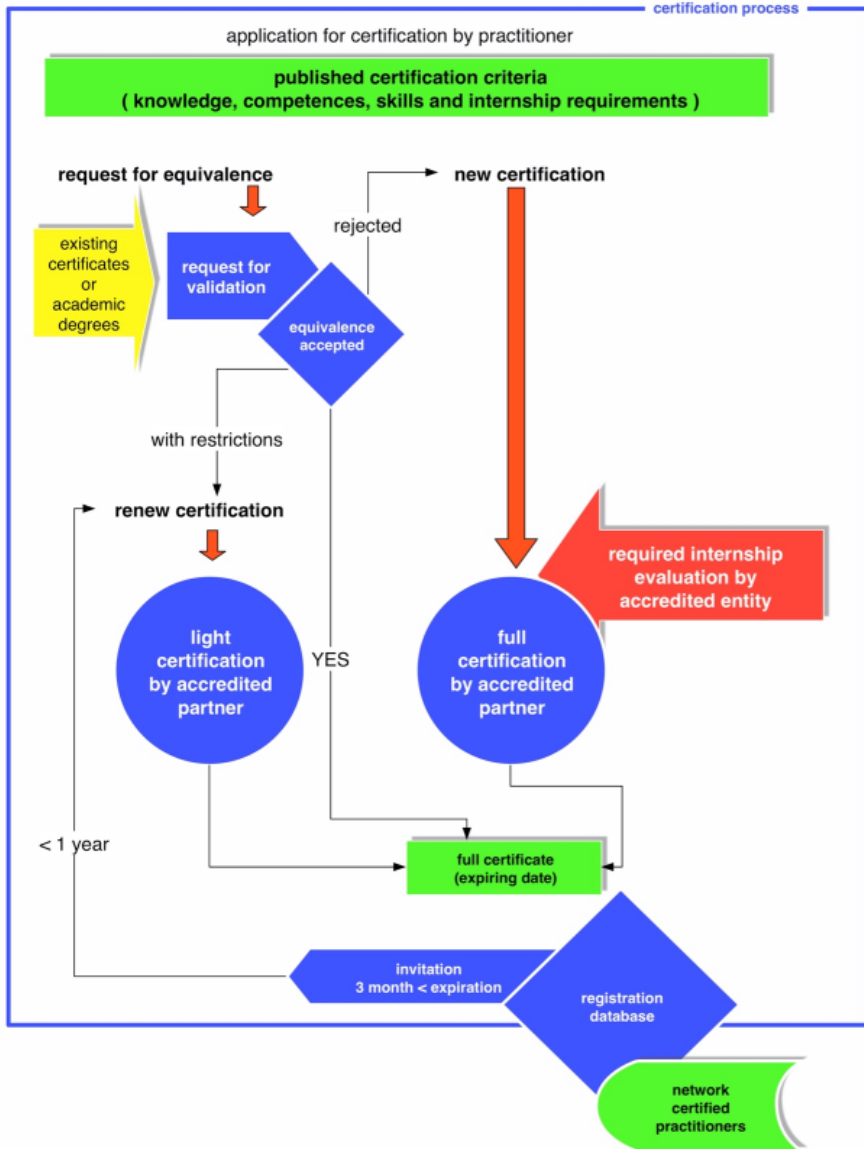 certification process
application for certification by practitioner
published certification criteria
( knowledge, competences, skills and internship requirements )
request for equivalence
new certification
rejected
existing
certificates
or
academic
degrees
request for
validation
equivalence
accepted
with restrictions
renew certification
required internship
evaluation by
accredited entity
light
certification
by accredited
partner
YES
full
certification
by accredited
partner
< 1 year
full certificate
(expiring date)
invitation
3 month < expiration
registration
database
network
certified
practitioners